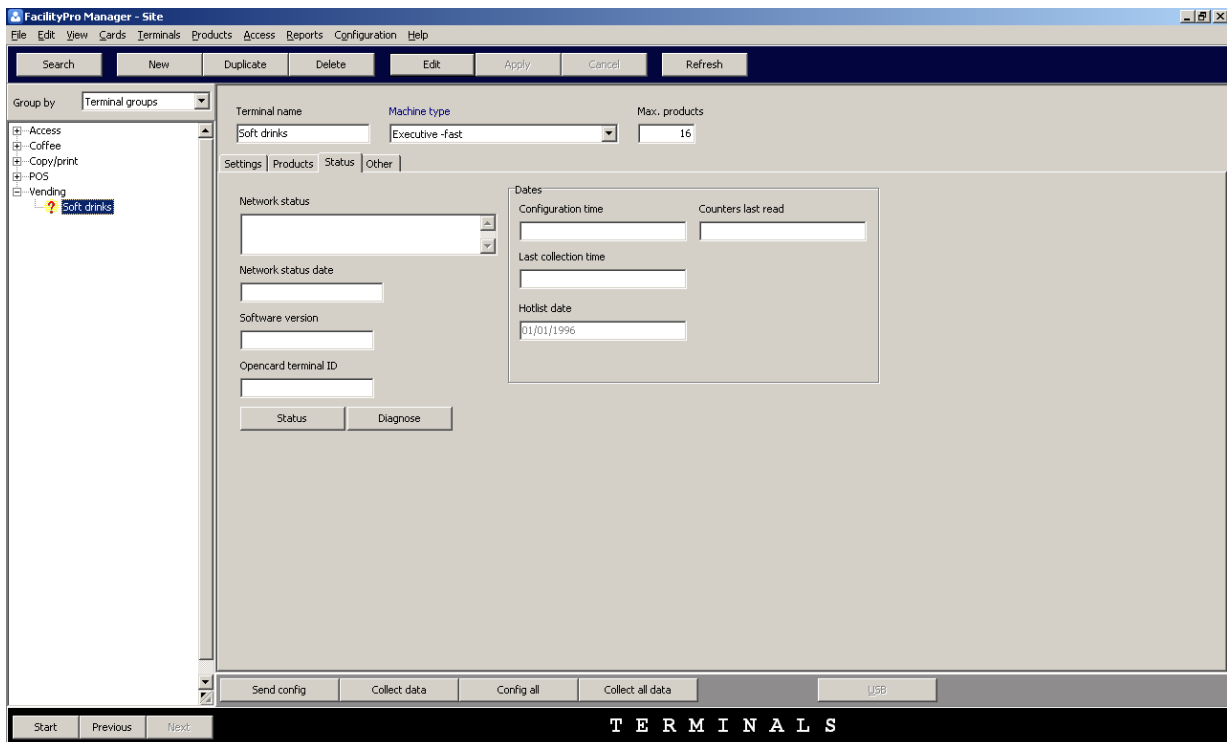 FacilityPro Manager - Site
File Edit View Cards Terminals Products Access Reports Configuration Help
Search New Duplicate Delete Edit Apply Cancel Refresh
Group by Terminal groups
Access
Coffee
Copy/print
POS
Vending
Soft drinks
Terminal name Machine type Max. products
Soft drinks Executive -fast 16
Settings Products Status Other
Network status
Network status date
Software version
Opencard terminal ID
Status Diagnose
Dates
Configuration time Counters last read
Last collection time
Hotlist date
01/01/1996
Send config Collect data Config all Collect all data USB
Start Previous Next
TERMINALS